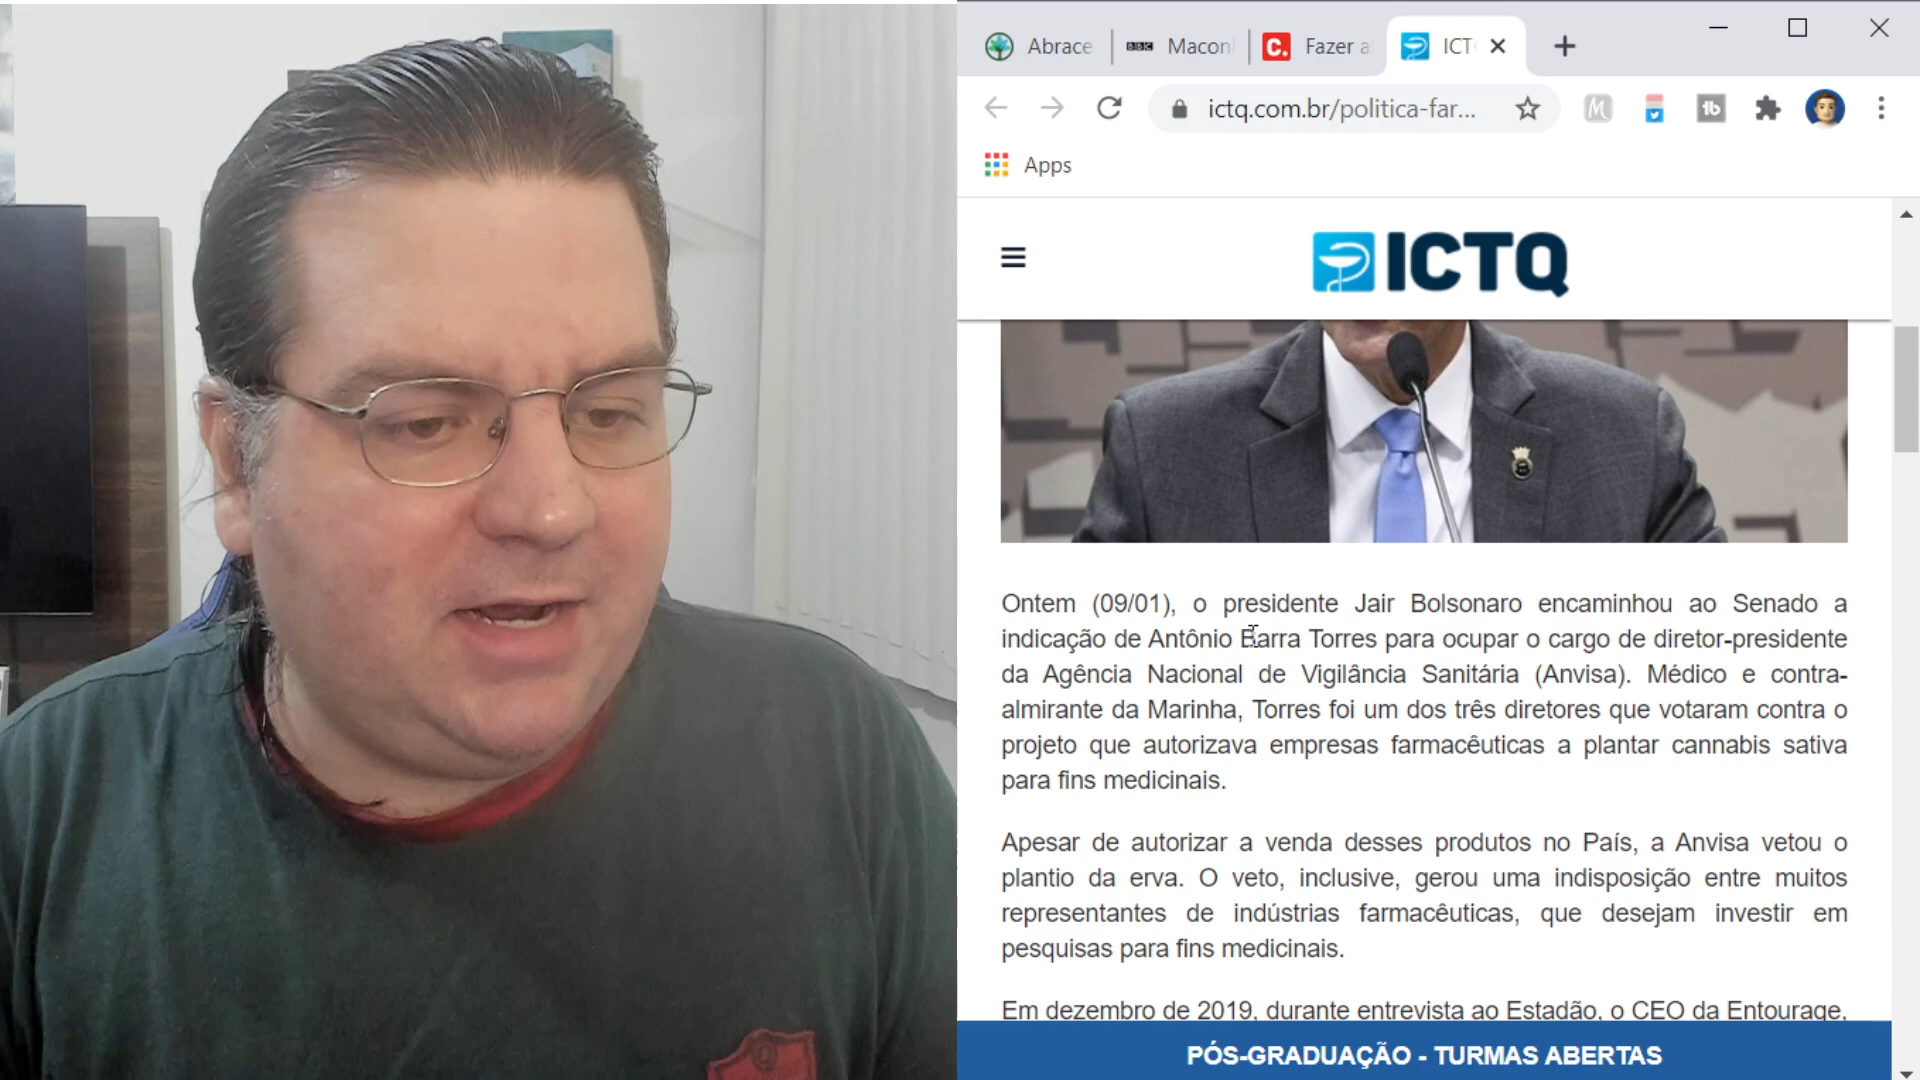 Abrace
BBC Maconh
C. Fazer a
ICT
ictq.com.br/politica-far...
Apps
ICTQ
Ontem (09/01), o presidente Jair Bolsonaro encaminhou ao Senado a
indicação de Antônio Barra Torres para ocupar o cargo de diretor-presidente
da Agência Nacional de Vigilância Sanitária (Anvisa). Médico e contra-
almirante da Marinha, Torres foi um dos três diretores que votaram contra o
projeto que autorizava empresas farmacêuticas a plantar cannabis sativa
para fins medicinais.
Apesar de autorizar a venda desses produtos no País, a Anvisa vetou o
plantio da erva. O veto, inclusive, gerou uma indisposição entre muitos
representantes de indústrias farmacêuticas, que desejam investir em
pesquisas para fins medicinais.
Em dezembro de 2019, durante entrevista ao Estadão, o CEO da Entourage,
PÓS-GRADUAÇÃO - TURMAS ABERTAS